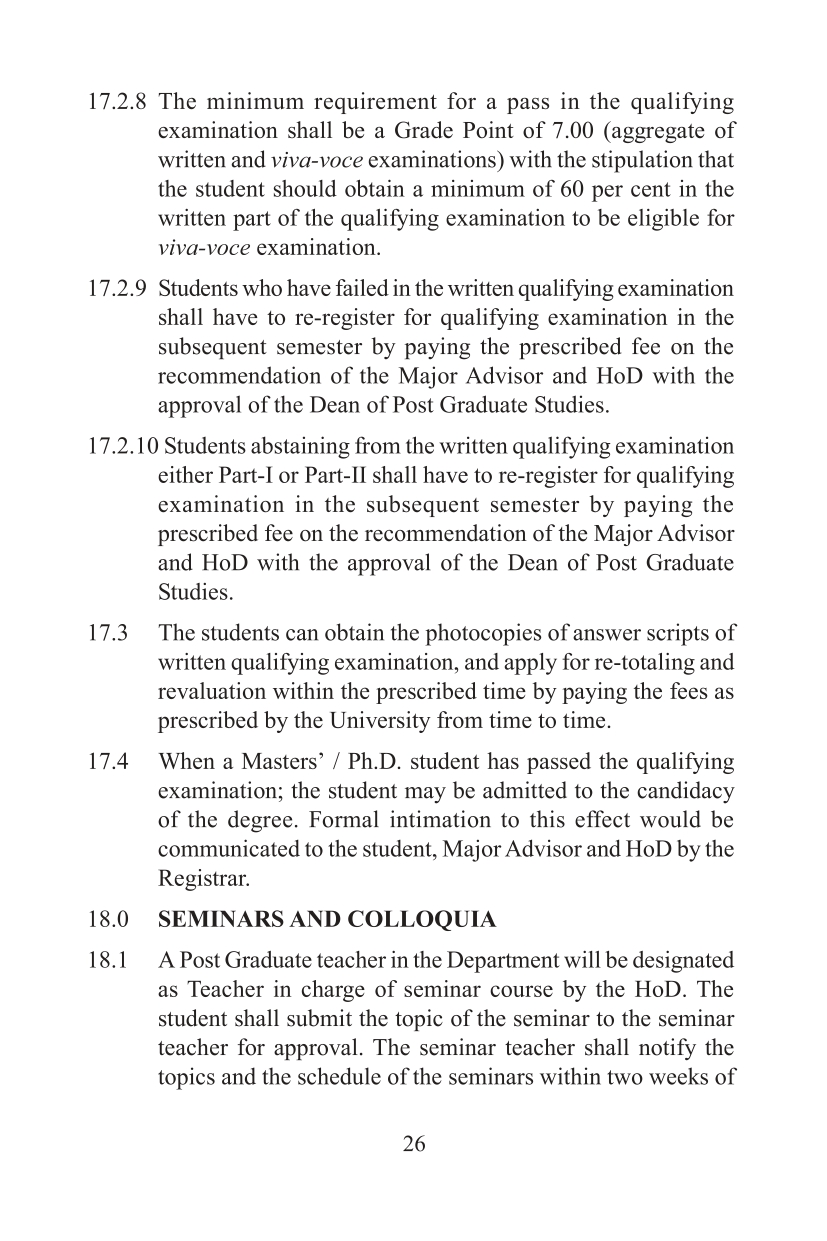 17.2.8 The minimum requirement for a pass in the qualifying
examination shall be a Grade Point of 7.00 (aggregate of
written and viva-voce examinations) with the stipulation that
the student should obtain a minimum of 60 per cent in the
written part of the qualifying examination to be eligible for
viva-voce examination.
17.2.9 Students who have failed in the written qualifying examination
shall have to re-register for qualifying examination in the
subsequent semester by paying the prescribed fee on the
recommendation of the Major Advisor and HoD with the
approval of the Dean of Post Graduate Studies.
17.2.10 Students abstaining from the written qualifying examination
either Part-I or Part-II shall have to re-register for qualifying
examination in the subsequent semester by paying the
prescribed fee on the recommendation of the Major Advisor
and HoD with the approval of the Dean of Post Graduate
Studies.
17.3 The students can obtain the photocopies of answer scripts of
written qualifying examination, and apply for re-totaling and
revaluation within the prescribed time by paying the fees as
prescribed by the University from time to time.
17.4 When a Masters’ / Ph.D. student has passed the qualifying
examination; the student may be admitted to the candidacy
of the degree. Formal intimation to this effect would be
communicated to the student, Major Advisor and HoD by the
Registrar.
18.0 SEMINARS AND COLLOQUIA
18.1 A Post Graduate teacher in the Department will be designated
as Teacher in charge of seminar course by the HoD. The
student shall submit the topic of the seminar to the seminar
teacher for approval. The seminar teacher shall notify the
topics and the schedule of the seminars within two weeks of
26